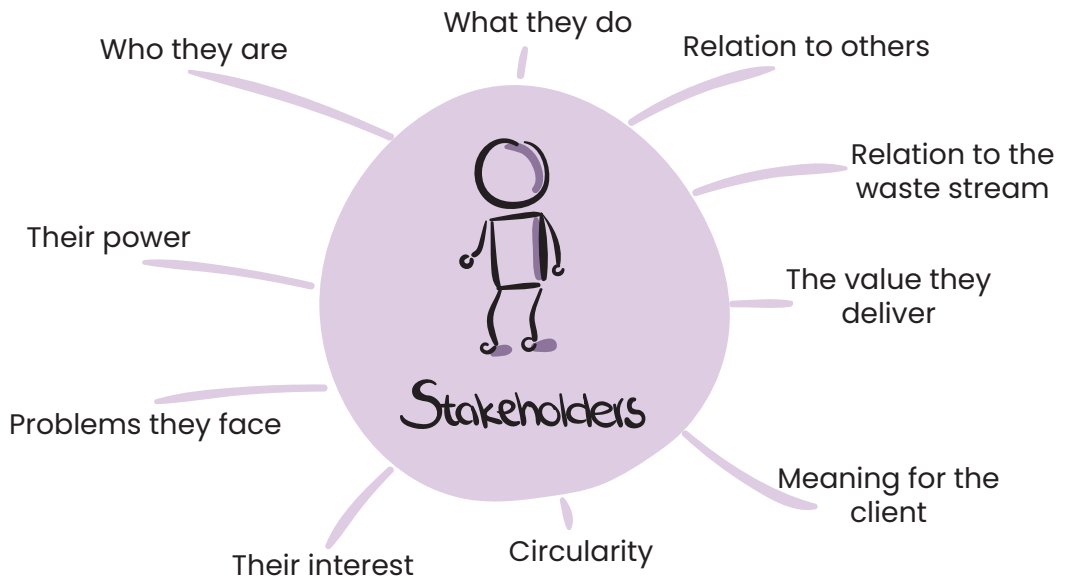 What they do
Who they are
Relation to others
Relation to the
waste stream
Their power
The value they
deliver
Stakeholders
Problems they face
Meaning for the
client
Circularity
Their interest